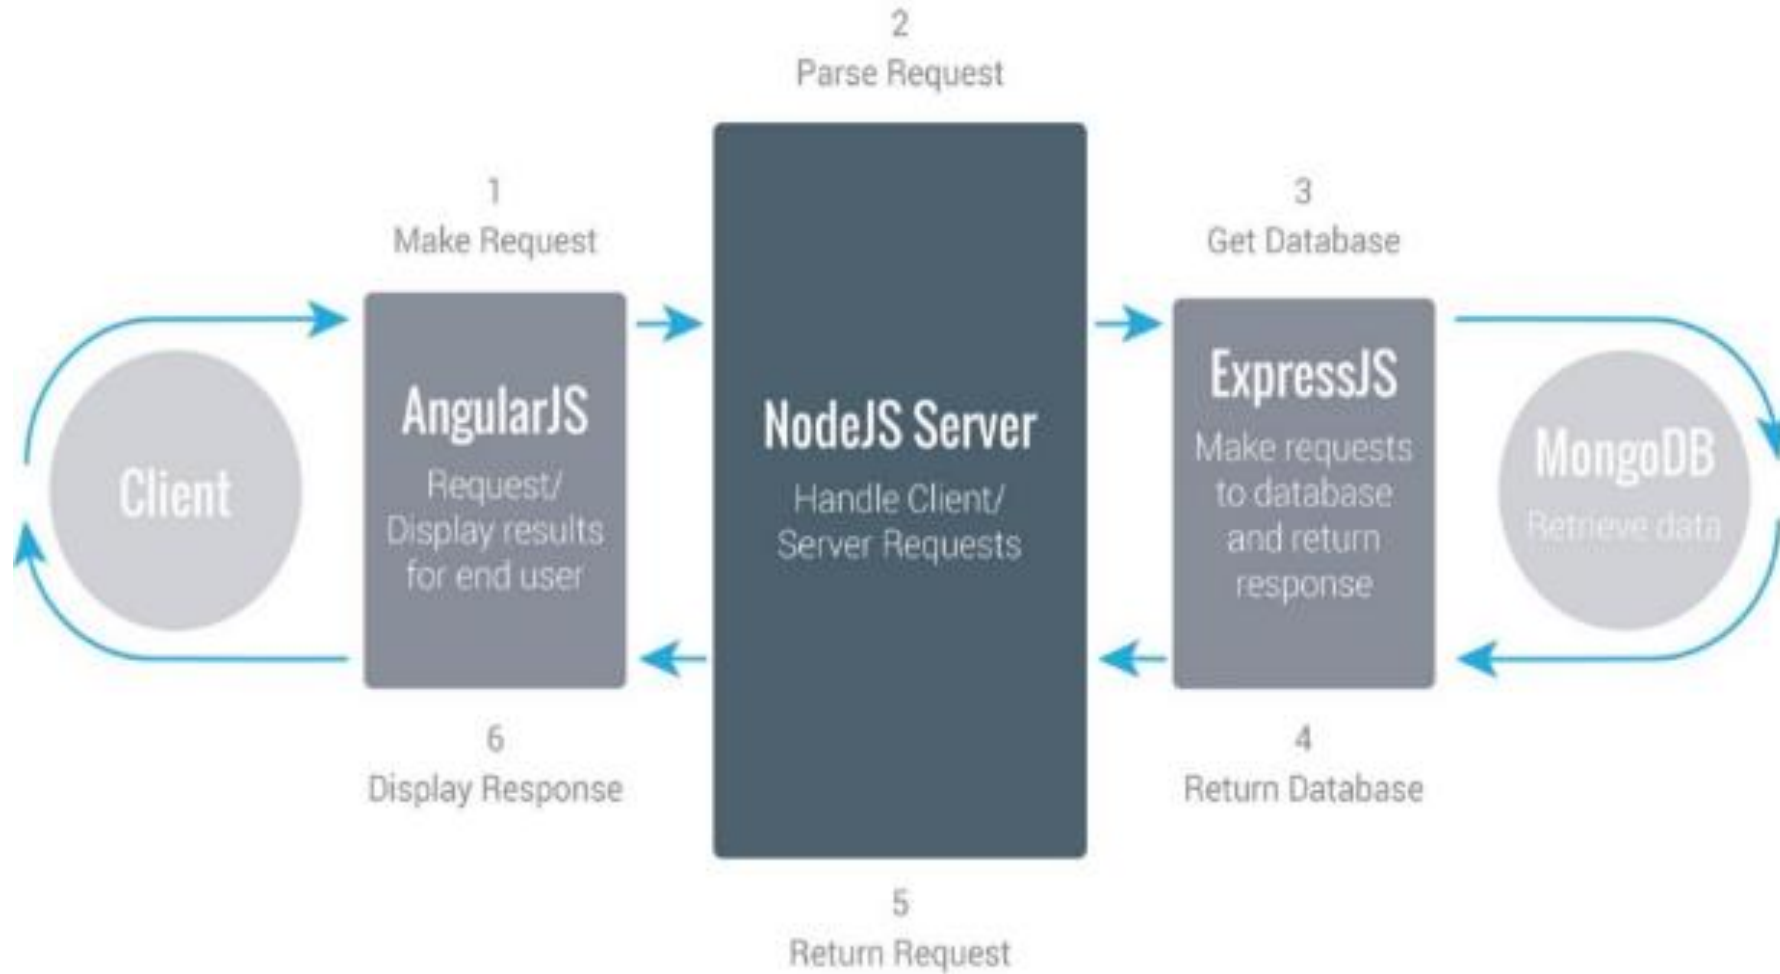 2
Parse Request
1
Make Request
3
Get Database
Client
AngularJS
Request/
Display results
for end user
NodeJS Server
Handle Client/
Server Requests
ExpressJS
Make requests
to database
and return
response
MongoDB
Retrieve data
6
Display Response
4
Return Database
5
Return Request